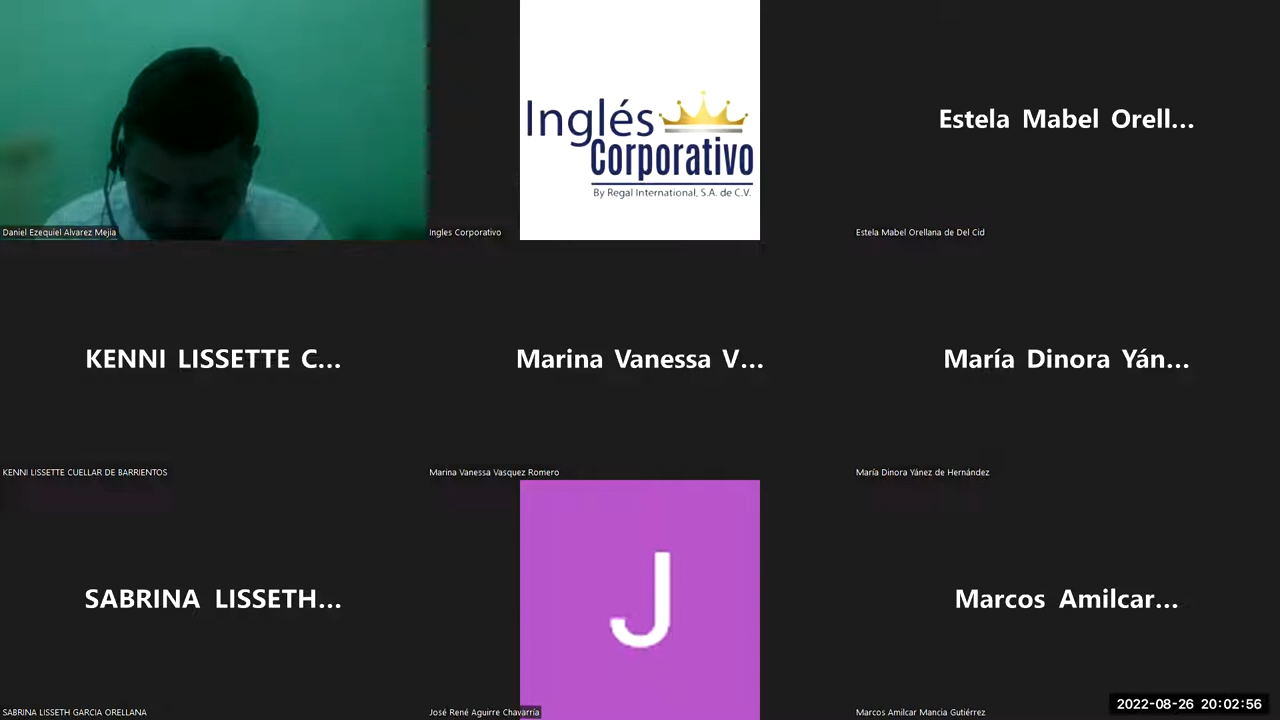 Daniel Ezequiel Alvarez Mejia
Inglés
Corporativo
By Regal International, S.A. de C.V.
Ingles Corporativo
Estela Mabel Orell...
Estela Mabel Orellana de Del Cid
KENNI LISSETTE C...
KENNI LISSETTE CUELLAR DE BARRIENTOS
Marina Vanessa V...
Marina Vanessa Vasquez Romero
María Dinora Yán...
María Dinora Yánez de Hernández
SABRINA LISSETH...
SABRINA LISSETH GARCIA ORELLANA
J
José René Aguirre Chavarría
Marcos Amilcar...
Marcos Amilcar Mancia Gutiérrez
2022-08-26 20:02:56